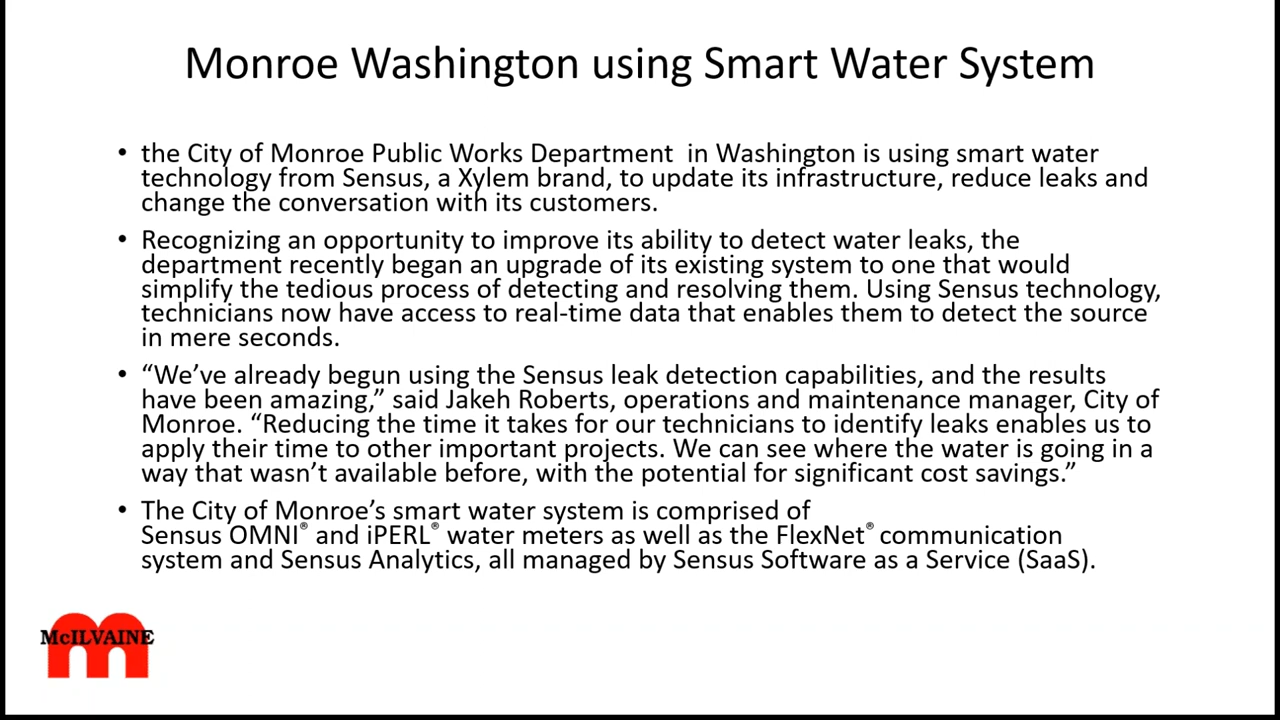 Monroe Washington using Smart Water System
• the City of Monroe Public Works Department  in Washington is using smart water
technology from Sensus, a Xylem brand, to update its infrastructure, reduce leaks and
change the conversation with its customers.
• Recognizing an opportunity to improve its ability to detect water leaks, the
department recently began an upgrade of its existing system to one that would
simplify the tedious process of detecting and resolving them. Using Sensus technology,
technicians now have access to real-time data that enables them to detect the source
in mere seconds.
• “We’ve already begun using the Sensus leak detection capabilities, and the results
have been amazing,” said Jakeh Roberts, operations and maintenance manager, City of
Monroe. “Reducing the time it takes for our technicians to identify leaks enables us to
apply their time to other important projects. We can see where the water is going in a
way that wasn’t available before, with the potential for significant cost savings.”
• The City of Monroe’s smart water system is comprised of
Sensus OMNI® and iPERL® water meters as well as the FlexNet® communication
system and Sensus Analytics, all managed by Sensus Software as a Service (SaaS).
McILVAINE